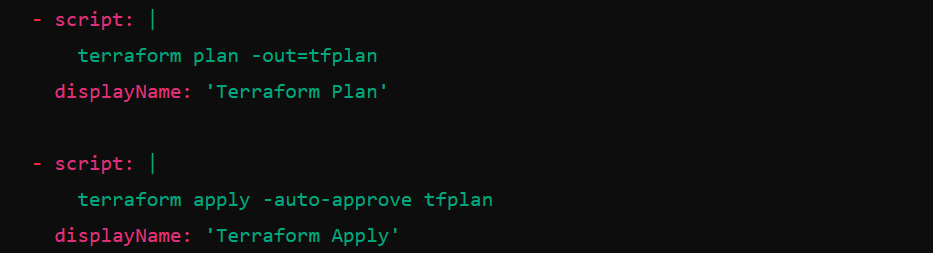 - script: |
terraform plan -out=tfplan
displayName: 'Terraform Plan'
- script: |
terraform apply -auto-approve tfplan
displayName: 'Terraform Apply'